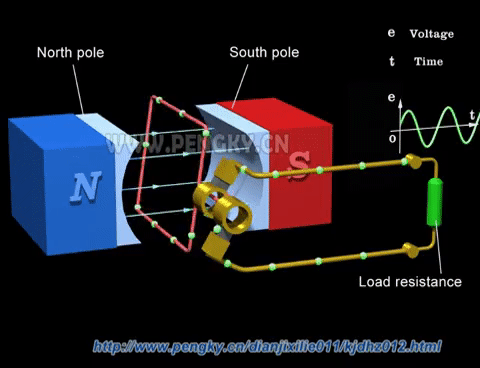 e Voltage
t Time
North pole
South pole
e
t
o
WWW.PENGKY.CN
N
S
Load resistance
http://www.pengky.cn/dianjixilie011/kjdhz012.html